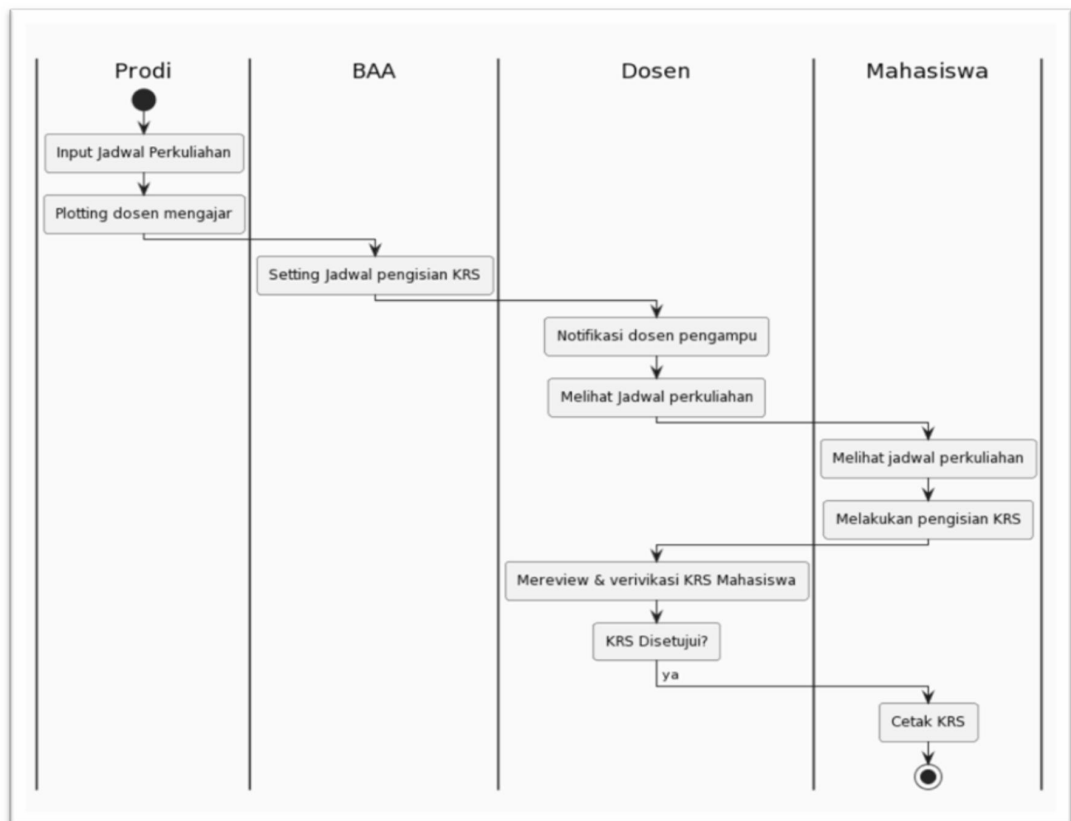 Prodi
BAA
Dosen
Mahasiswa
Input Jadwal Perkuliahan
Plotting dosen mengajar
Setting Jadwal pengisian KRS
Notifikasi dosen pengampu
Melihat Jadwal perkuliahan
Melihat jadwal perkuliahan
Melakukan pengisian KRS
Mereview & verivikasi KRS Mahasiswa
KRS Disetujui?
ya
Cetak KRS